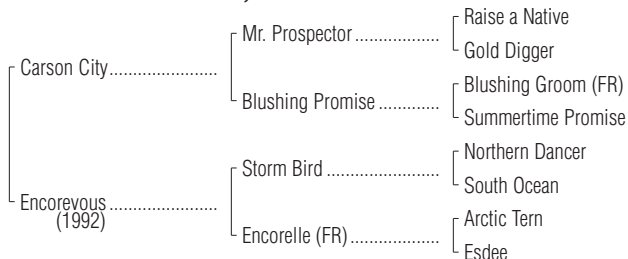 Raise a Native
Mr. Prospector ..................
Gold Digger
Carson City.......................
Blushing Groom (FR)
Blushing Promise .............
Summertime Promise
Northern Dancer
Storm Bird ........................
South Ocean
Encorevous .......................
(1992)
Arctic Tern
Encorelle (FR)...................
Esdee